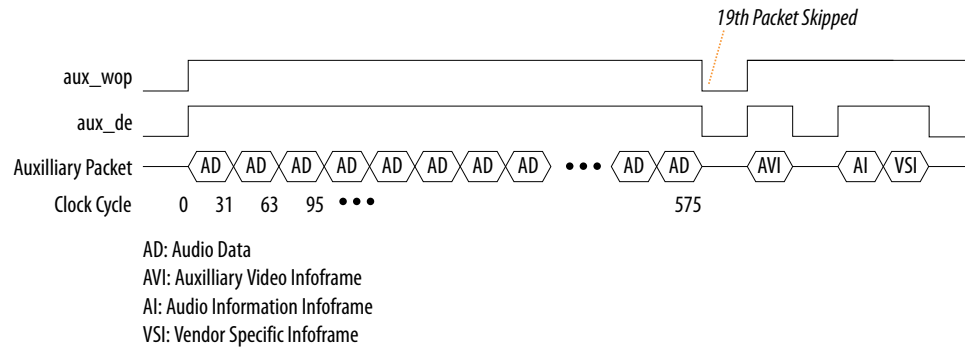 19th Packet Skipped
aux_wop
aux_de
Auxilliary Packet AD AD AD AD AD AD AD AD ••• AD AD AVI AI VSI
Clock Cycle 0 31 63 95 ••• 575
AD: Audio Data
AVI: Auxilliary Video Infoframe
AI: Audio Information Infoframe
VSI: Vendor Specific Infoframe